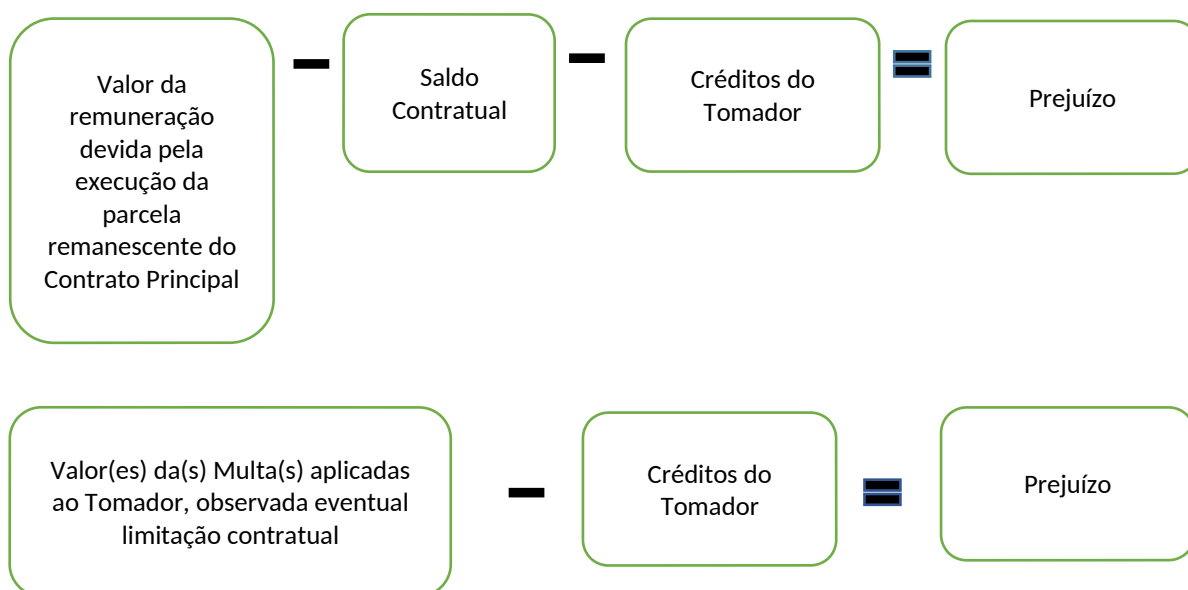 Valor da
remuneração
devida pela
execução da
parcela
remanescente do
Contrato Principal
Saldo
Contratual
Créditos do
Tomador
Prejuízo
Valor(es) da(s) Multa(s) aplicadas
ao Tomador, observada eventual
limitação contratual
Créditos do
Tomador
Prejuízo